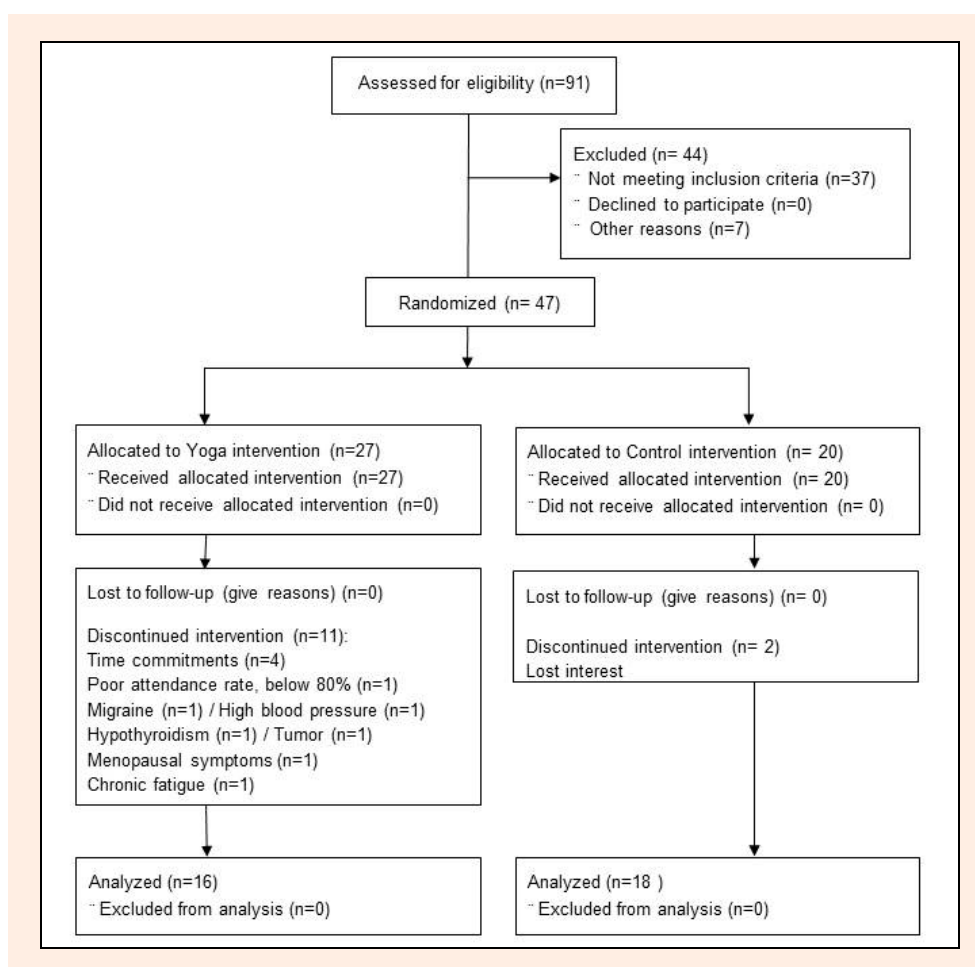 Assessed for eligibility (n=91)
Excluded (n= 44)
¨ Not meeting inclusion criteria (n=37)
¨ Declined to participate (n=0)
¨ Other reasons (n=7)
Randomized (n= 47)
Allocated to Yoga intervention (n=27)
¨ Received allocated intervention (n=27)
¨ Did not receive allocated intervention (n=0)
Allocated to Control intervention (n= 20)
¨ Received allocated intervention (n= 20)
¨ Did not receive allocated intervention (n= 0)
Lost to follow-up (give reasons) (n=0)
Discontinued intervention (n=11):
Time commitments (n=4)
Poor attendance rate, below 80% (n=1)
Migraine (n=1) / High blood pressure (n=1)
Hypothyroidism (n=1) / Tumor (n=1)
Menopausal symptoms (n=1)
Chronic fatigue (n=1)
Lost to follow-up (give reasons) (n= 0)
Discontinued intervention (n= 2)
Lost interest
Analyzed (n=16)
¨ Excluded from analysis (n=0)
Analyzed (n=18 )
¨ Excluded from analysis (n=0)